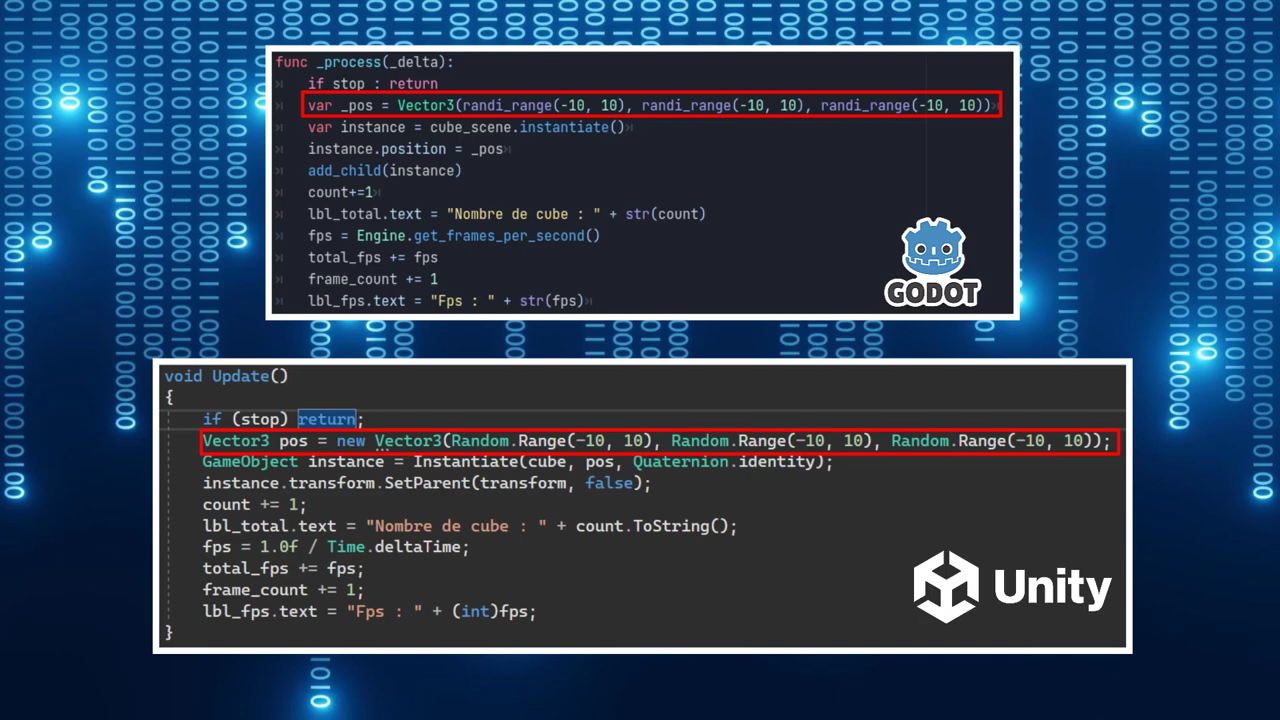 func _process(_delta):
if stop : return
var _pos = Vector3(randi_range(-10, 10), randi_range(-10, 10), randi_range(-10, 10))
var instance = cube_scene.instantiate()
instance.position = _pos
add_child(instance)
count+=1
lbl_total.text = "Nombre de cube : " + str(count)
fps = Engine.get_frames_per_second()
total_fps += fps
frame_count += 1
lbl_fps.text = "Fps : " + str(fps)
GODOT
void Update()
{
if (stop) return;
Vector3 pos = new Vector3(Random.Range(-10, 10), Random.Range(-10, 10), Random.Range(-10, 10));
GameObject instance = Instantiate(cube, pos, Quaternion.identity);
instance.transform.SetParent(transform, false);
count += 1;
lbl_total.text = "Nombre de cube : " + count.ToString();
fps = 1.0f / Time.deltaTime;
total_fps += fps;
frame_count += 1;
lbl_fps.text = "Fps : " + (int)fps;
}
Unity